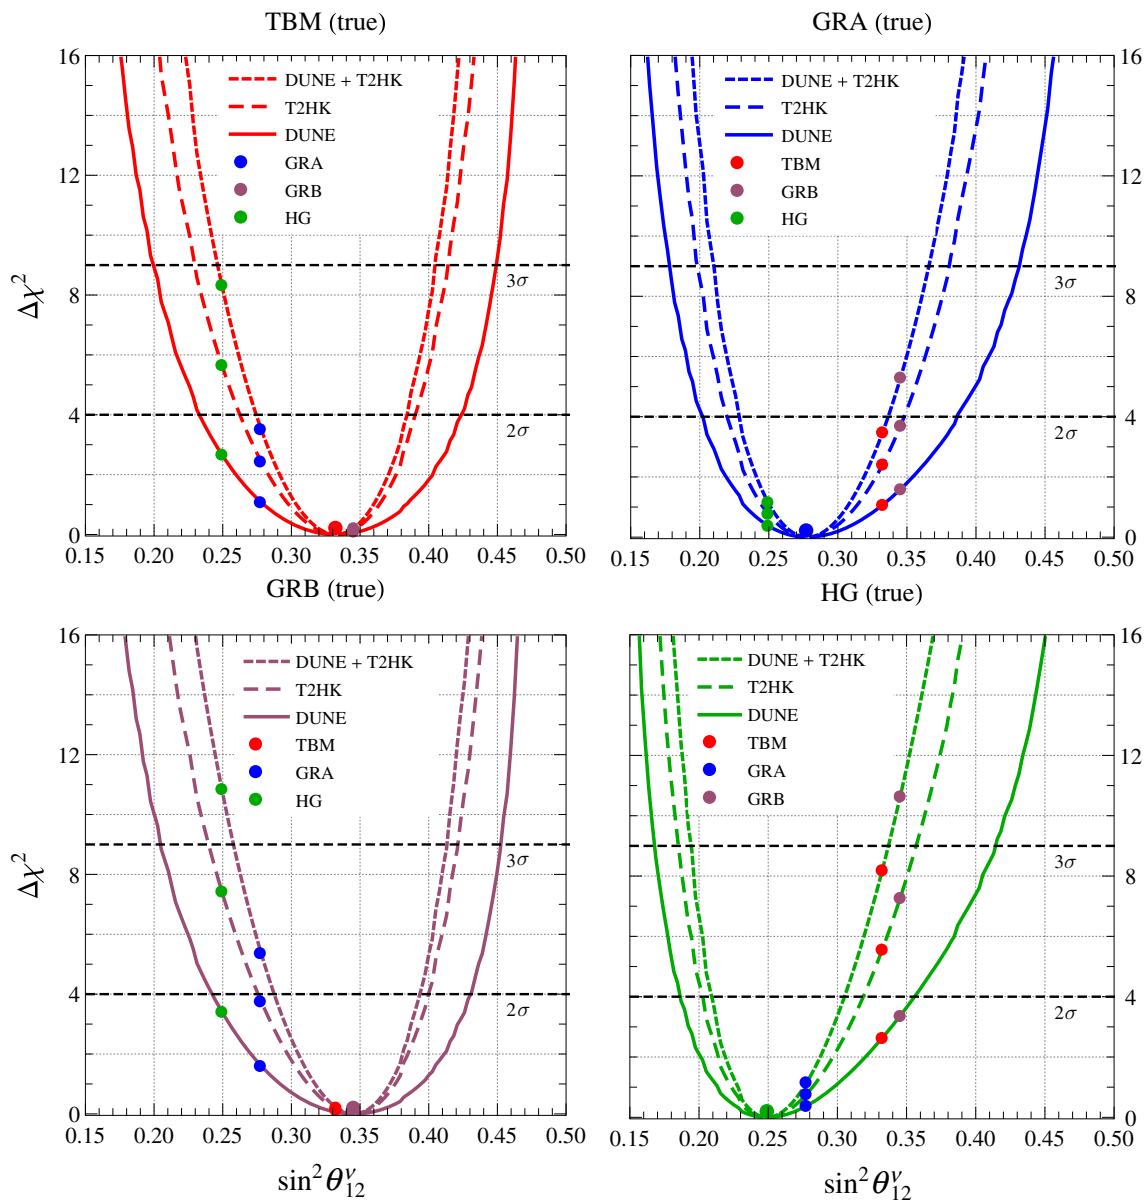 TBM (true)
16
12
8
4
0
Δχ²
DUNE + T2HK
T2HK
DUNE
GRA
GRB
HG
3σ
2σ
0.15 0.20 0.25 0.30 0.35 0.40 0.45 0.50
GRA (true)
16
16
12
8
4
0
DUNE + T2HK
T2HK
DUNE
TBM
GRB
HG
3σ
2σ
0.15 0.20 0.25 0.30 0.35 0.40 0.45 0.50
GRB (true)
16
12
8
4
0
Δχ²
DUNE + T2HK
T2HK
DUNE
TBM
GRA
HG
3σ
2σ
0.15 0.20 0.25 0.30 0.35 0.40 0.45 0.50
sin² θ₁₂^ν
HG (true)
16
16
12
8
4
0
DUNE + T2HK
T2HK
DUNE
TBM
GRA
GRB
3σ
2σ
0.15 0.20 0.25 0.30 0.35 0.40 0.45 0.50
sin² θ₁₂^ν